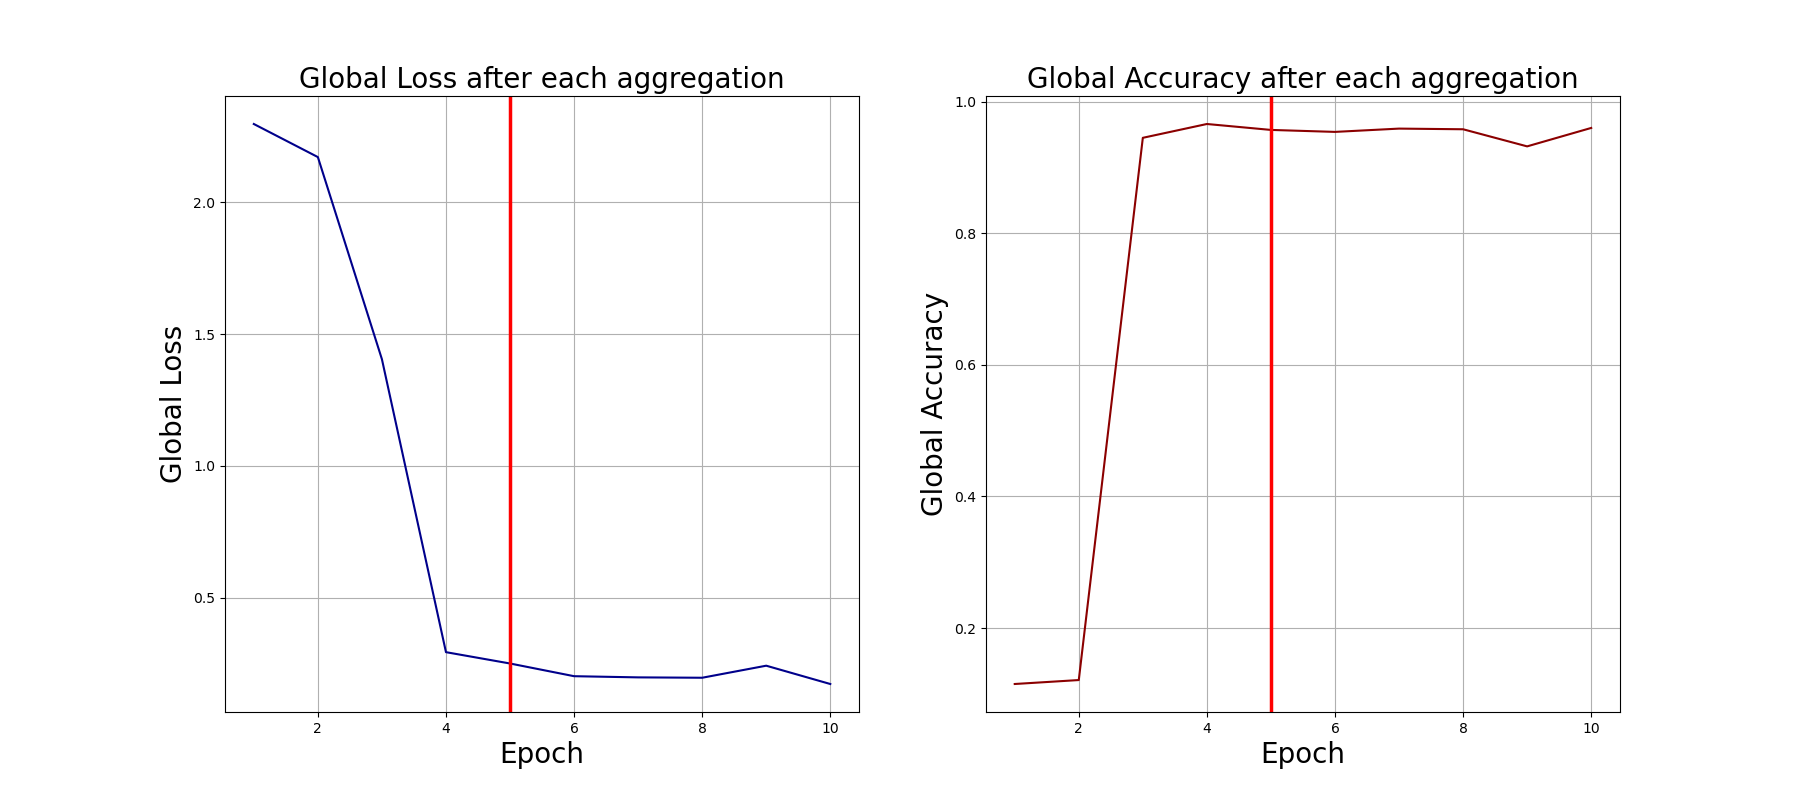 Global Loss after each aggregation
Global Loss
2.0
1.5
1.0
0.5
2 4 6 8 10
Epoch
Global Accuracy after each aggregation
Global Accuracy
1.0
0.8
0.6
0.4
0.2
2 4 6 8 10
Epoch